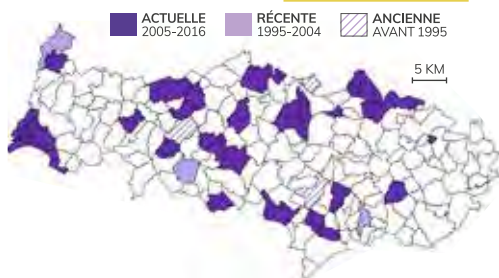 ACTUELLE
2005-2016
RÉCENTE
1995-2004
ANCIENNE
AVANT 1995
5 KM